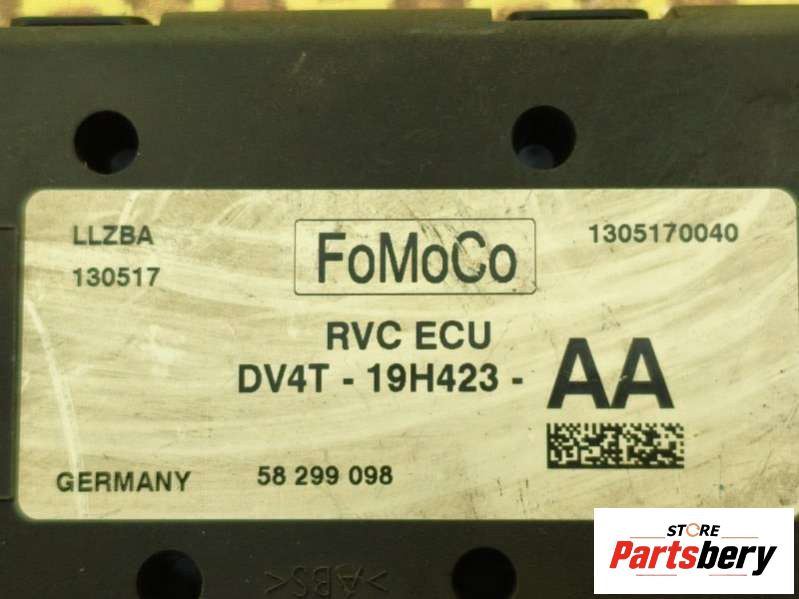 LLZBA
130517
FoMoCo
1305170040
RVC ECU
DV4T - 19H423 - AA
GERMANY
58 299 098
>ABS<
STORE
Partsbery